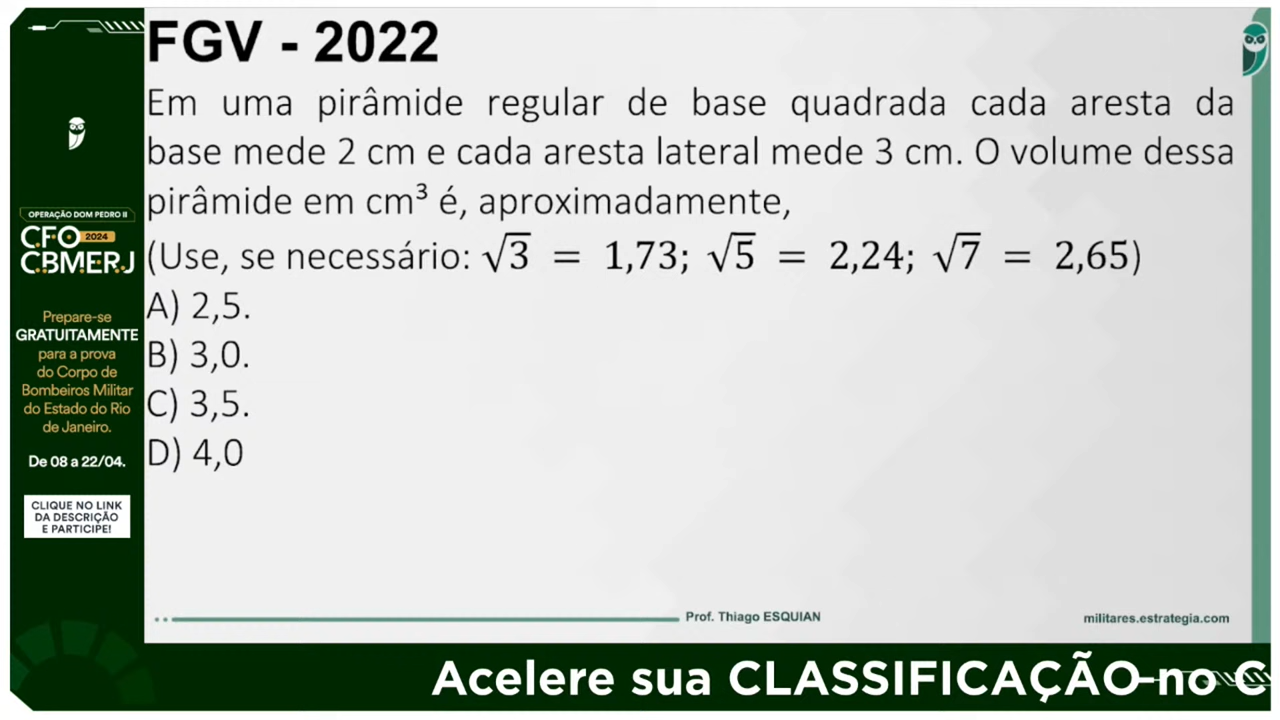 FGV - 2022
Em uma pirâmide regular de base quadrada cada aresta da
base mede 2 cm e cada aresta lateral mede 3 cm. O volume dessa
pirâmide em cm³ é, aproximadamente,
(Use, se necessário: √3 = 1,73; √5 = 2,24; √7 = 2,65)
A) 2,5.
B) 3,0.
C) 3,5.
D) 4,0
OPERAÇÃO DOM PEDRO II
CFO 2024
CBMERJ
Prepare-se
GRATUITAMENTE
para a prova
do Corpo de
Bombeiros Militar
do Estado do Rio
de Janeiro.
De 08 a 22/04.
CLIQUE NO LINK
DA DESCRIÇÃO
E PARTICIPE!
Prof. Thiago ESQUIAN
militares.estrategia.com
Acelere sua CLASSIFICAÇÃO no C